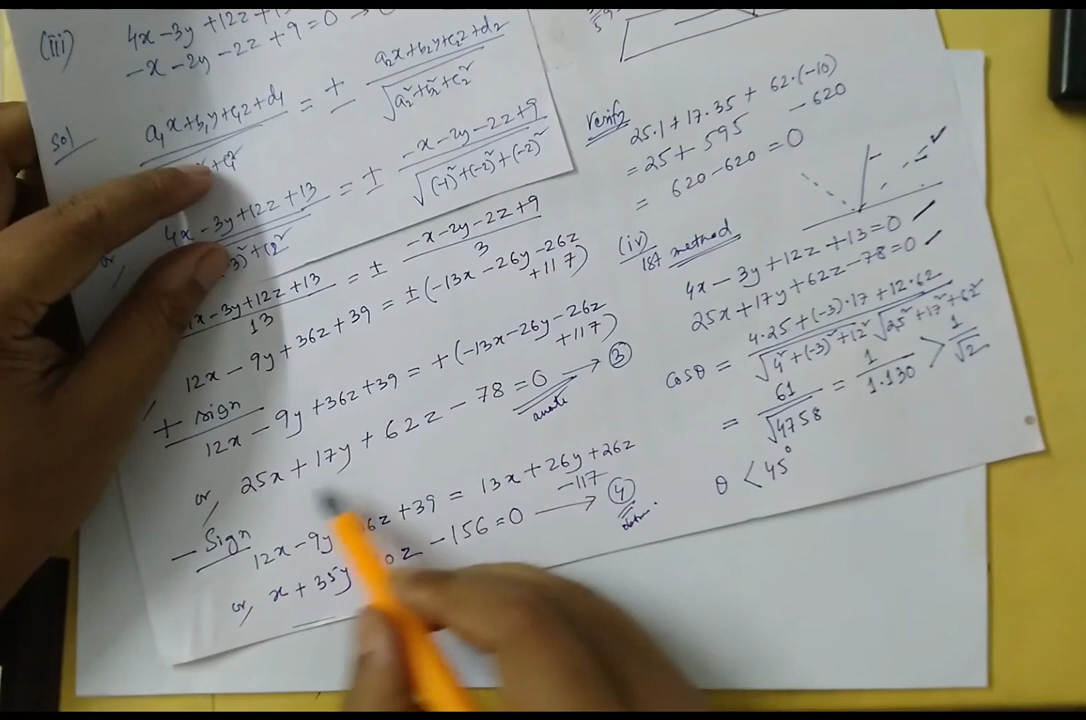 (iii) 4x - 3y + 12z + 13
-x - 2y - 2z + 9 = 0
Sol
a₁x+b₁y+c₁z+d₁ / = ± a₂x+b₂y+c₂z+d₂ / √a₂²+b₂²+c₂²
or, 4x-3y+12z+13 / 3)²+12² = ± -x-2y-2z+9 / √(-1)²+(-2)²+(-2)²
4x-3y+12z+13 / 13 = ± -x-2y-2z+9 / 3
12x - 9y + 36z + 39 = ± (-13x - 26y - 26z + 117)
+ sign
12x - 9y + 36z + 39 = + (-13x - 26y - 26z + 117)
or, 25x + 17y + 62z - 78 = 0 → ③
acute
- Sign
12x - 9y 36z + 39 = 13x + 26y + 26z - 117
or, x + 35y 0z - 156 = 0 → ④
verify
25.1 + 17.35 + 62.(-10)
= 25 + 595 - 620
= 620 - 620 = 0
(iv)
1st method
4x - 3y + 12z + 13 = 0
25x + 17y + 62z - 78 = 0
cosθ = 4.25 + (-3).17 + 12.62 / √4²+(-3)²+12² √25²+17²+62²
= 61 / √4758 = 1 / 1.130 > 1 / √2
θ < 45°